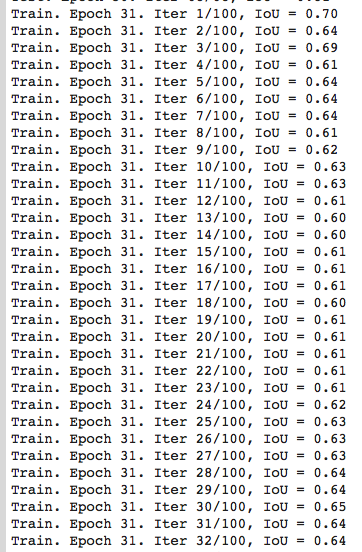 Train. Epoch 31. Iter 1/100, IoU = 0.70
Train. Epoch 31. Iter 2/100, IoU = 0.64
Train. Epoch 31. Iter 3/100, IoU = 0.69
Train. Epoch 31. Iter 4/100, IoU = 0.61
Train. Epoch 31. Iter 5/100, IoU = 0.64
Train. Epoch 31. Iter 6/100, IoU = 0.64
Train. Epoch 31. Iter 7/100, IoU = 0.64
Train. Epoch 31. Iter 8/100, IoU = 0.61
Train. Epoch 31. Iter 9/100, IoU = 0.62
Train. Epoch 31. Iter 10/100, IoU = 0.63
Train. Epoch 31. Iter 11/100, IoU = 0.63
Train. Epoch 31. Iter 12/100, IoU = 0.61
Train. Epoch 31. Iter 13/100, IoU = 0.60
Train. Epoch 31. Iter 14/100, IoU = 0.60
Train. Epoch 31. Iter 15/100, IoU = 0.61
Train. Epoch 31. Iter 16/100, IoU = 0.61
Train. Epoch 31. Iter 17/100, IoU = 0.61
Train. Epoch 31. Iter 18/100, IoU = 0.60
Train. Epoch 31. Iter 19/100, IoU = 0.61
Train. Epoch 31. Iter 20/100, IoU = 0.61
Train. Epoch 31. Iter 21/100, IoU = 0.61
Train. Epoch 31. Iter 22/100, IoU = 0.61
Train. Epoch 31. Iter 23/100, IoU = 0.61
Train. Epoch 31. Iter 24/100, IoU = 0.62
Train. Epoch 31. Iter 25/100, IoU = 0.63
Train. Epoch 31. Iter 26/100, IoU = 0.63
Train. Epoch 31. Iter 27/100, IoU = 0.63
Train. Epoch 31. Iter 28/100, IoU = 0.64
Train. Epoch 31. Iter 29/100, IoU = 0.64
Train. Epoch 31. Iter 30/100, IoU = 0.65
Train. Epoch 31. Iter 31/100, IoU = 0.64
Train. Epoch 31. Iter 32/100, IoU = 0.64